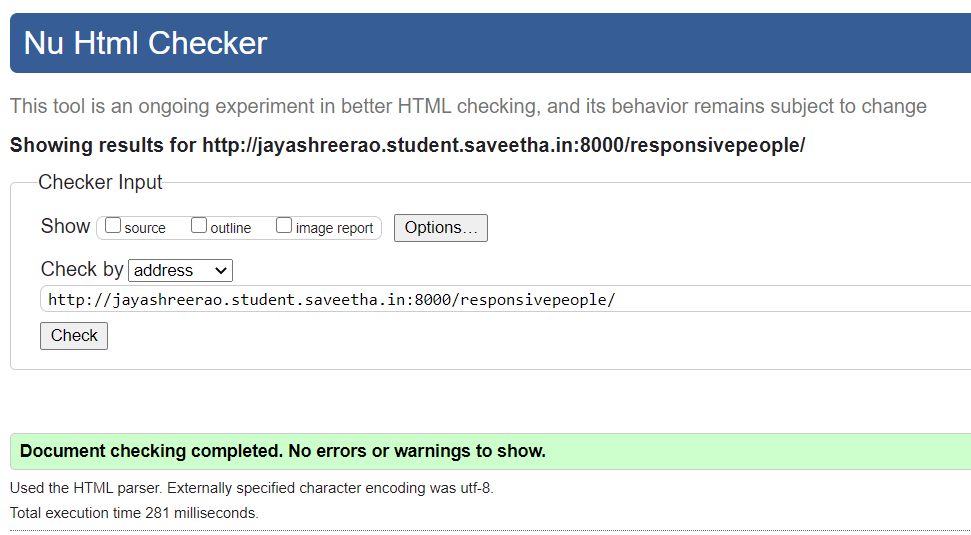 Nu Html Checker
This tool is an ongoing experiment in better HTML checking, and its behavior remains subject to change
Showing results for http://jayashreerao.student.saveetha.in:8000/responsivepeople/
Checker Input
Show source outline image report Options...
Check by address
http://jayashreerao.student.saveetha.in:8000/responsivepeople/
Check
Document checking completed. No errors or warnings to show.
Used the HTML parser. Externally specified character encoding was utf-8.
Total execution time 281 milliseconds.